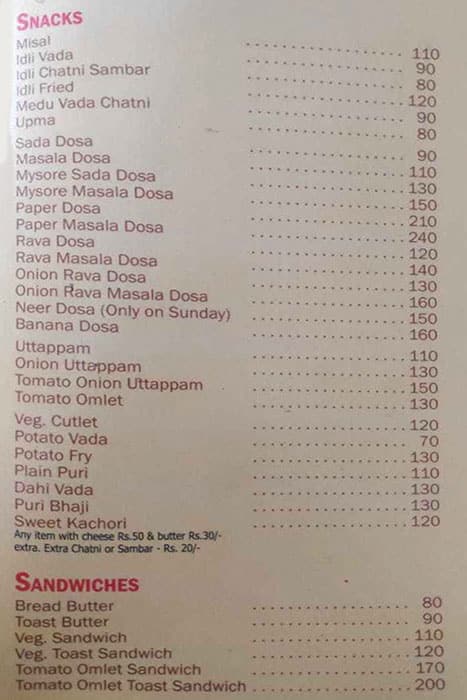 SNACKS
Misal 110
Idli Vada 90
Idli Chatni Sambar 80
Idli Fried 120
Medu Vada Chatni 90
Upma 80
Sada Dosa 90
Masala Dosa 110
Mysore Sada Dosa 130
Mysore Masala Dosa 150
Paper Dosa 210
Paper Masala Dosa 240
Rava Dosa 120
Rava Masala Dosa 140
Onion Rava Dosa 130
Onion Rava Masala Dosa 160
Neer Dosa (Only on Sunday) 150
Banana Dosa 160
Uttappam 110
Onion Uttappam 130
Tomato Onion Uttappam 150
Tomato Omlet 130
Veg. Cutlet 120
Potato Vada 70
Potato Fry 130
Plain Puri 110
Dahi Vada 130
Puri Bhaji 130
Sweet Kachori 120
Any item with cheese Rs.50 & butter Rs.30/-
extra. Extra Chatni or Sambar - Rs. 20/-
SANDWICHES
Bread Butter 80
Toast Butter 90
Veg. Sandwich 110
Veg. Toast Sandwich 120
Tomato Omlet Sandwich 170
Tomato Omlet Toast Sandwich 200